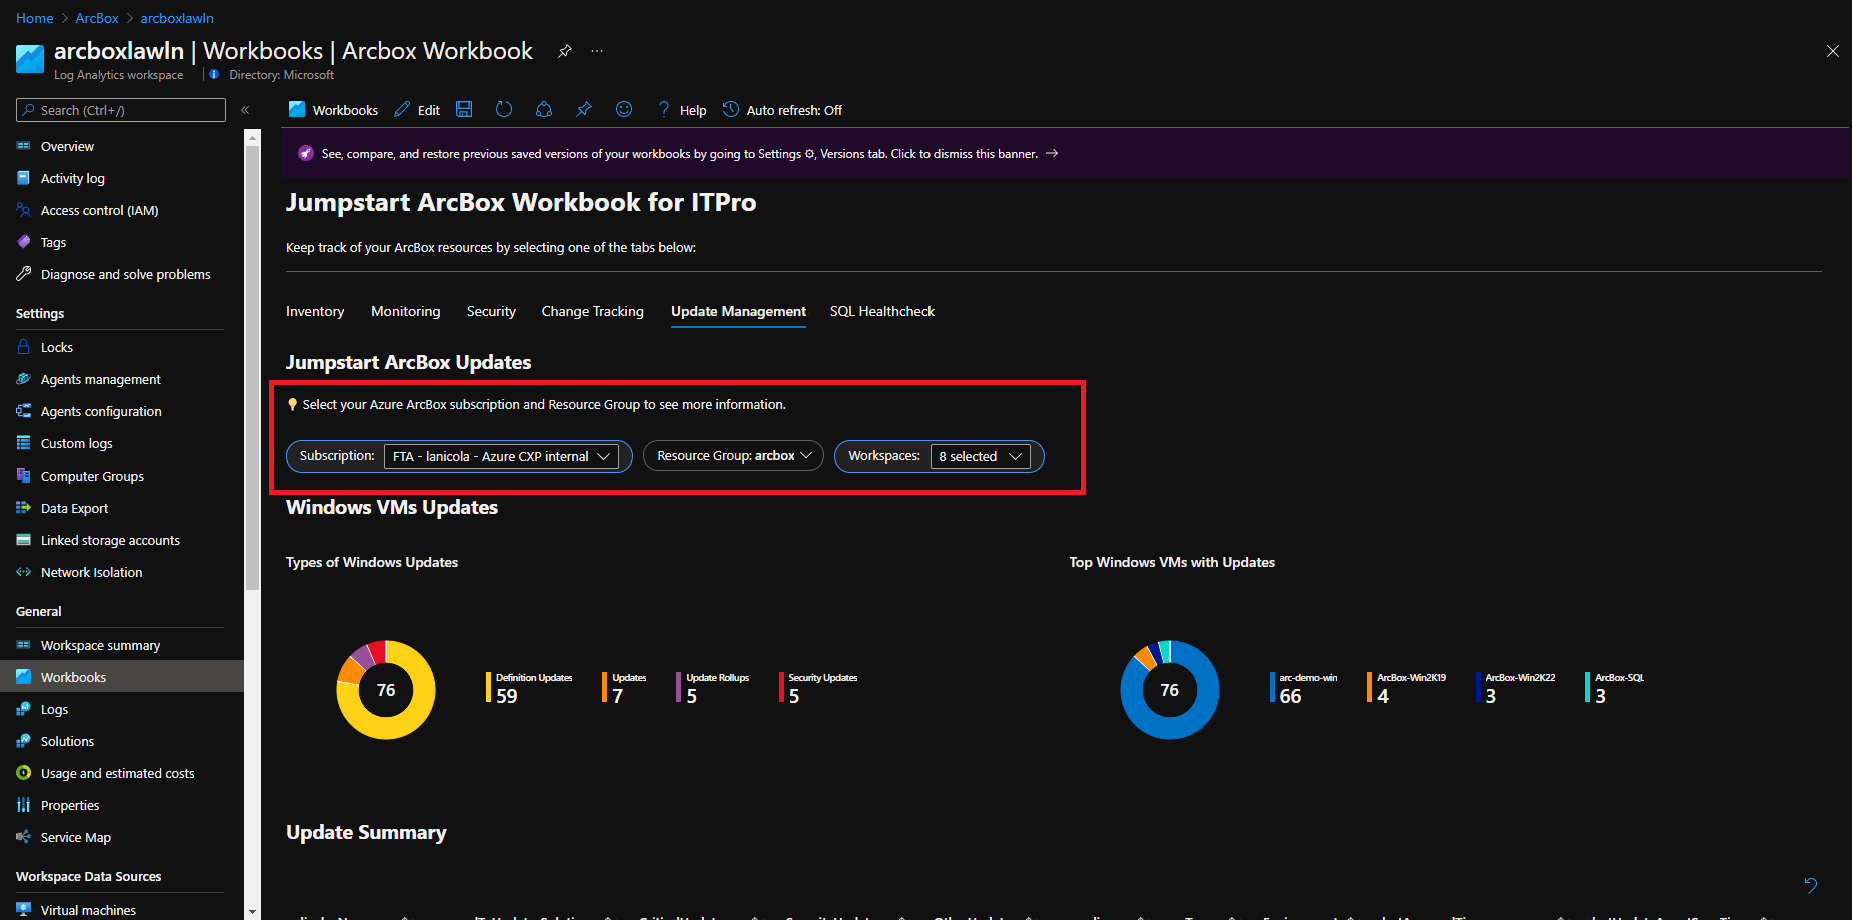 Home > ArcBox > arcboxlawln
arcboxlawln | Workbooks | Arcbox Workbook
Log Analytics workspace
Directory: Microsoft
Search (Ctrl+/)
Overview
Activity log
Access control (IAM)
Tags
Diagnose and solve problems
Settings
Locks
Agents management
Agents configuration
Custom logs
Computer Groups
Data Export
Linked storage accounts
Network Isolation
General
Workspace summary
Workbooks
Logs
Solutions
Usage and estimated costs
Properties
Service Map
Workspace Data Sources
Virtual machines
Workbooks Edit ? Help Auto refresh: Off
See, compare, and restore previous saved versions of your workbooks by going to Settings ⚙, Versions tab. Click to dismiss this banner. →
Jumpstart ArcBox Workbook for ITPro
Keep track of your ArcBox resources by selecting one of the tabs below:
Inventory Monitoring Security Change Tracking Update Management SQL Healthcheck
Jumpstart ArcBox Updates
Select your Azure ArcBox subscription and Resource Group to see more information.
Subscription: FTA - lanicola - Azure CXP internal Resource Group: arcbox Workspaces: 8 selected
Windows VMs Updates
Types of Windows Updates
76
Definition Updates Updates Update Rollups Security Updates
59 7 5 5
Top Windows VMs with Updates
76
arc-demo-win ArcBox-Win2K19 ArcBox-Win2K22 ArcBox-SQL
66 4 3 3
Update Summary